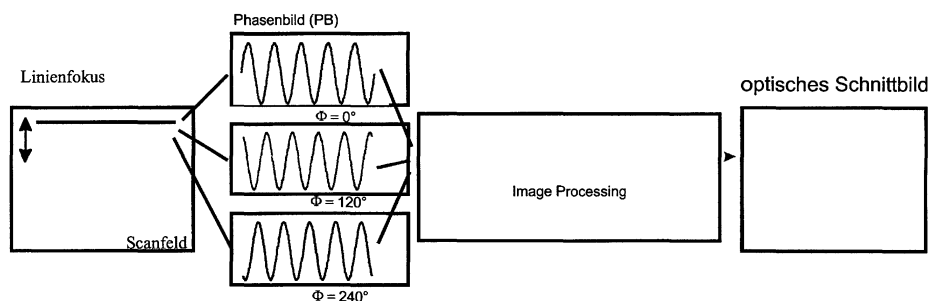 Phasenbild (PB)
Linienfokus
optisches Schnittbild
Φ = 0°
Image Processing
Φ = 120°
Scanfeld
Φ = 240°